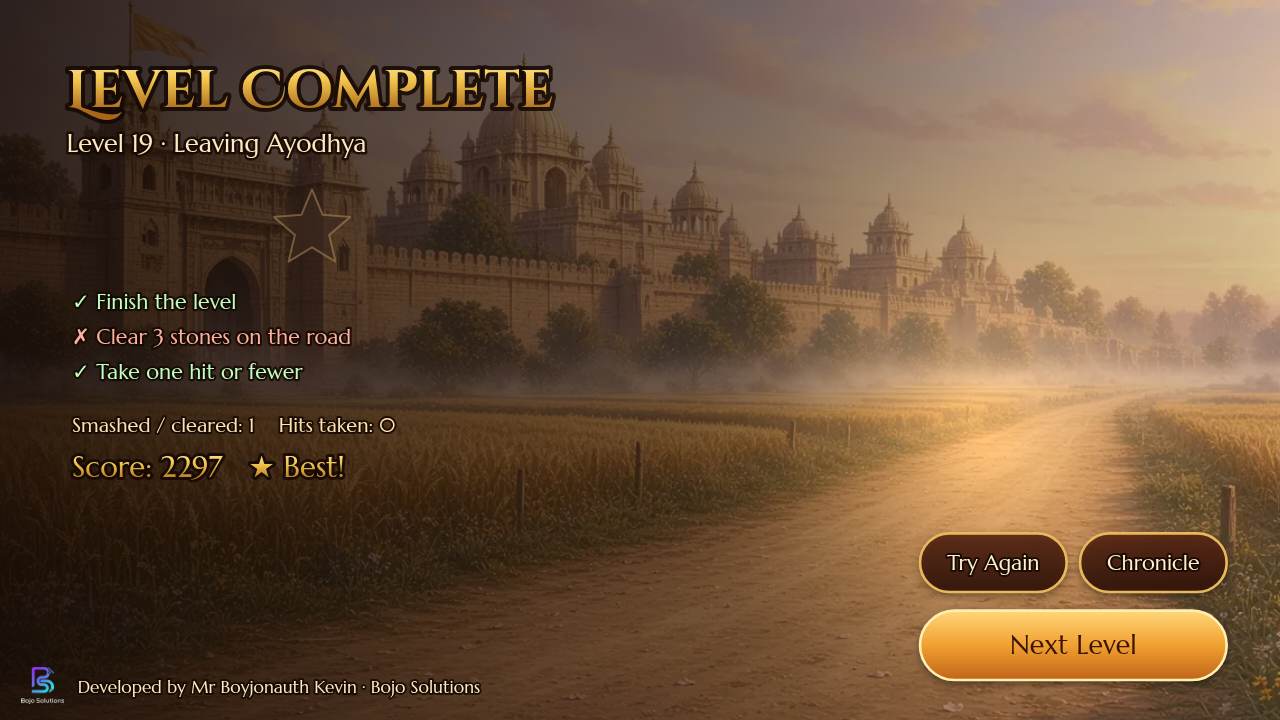 Level Complete
Level 19 · Leaving Ayodhya
✓ Finish the level
✗ Clear 3 stones on the road
✓ Take one hit or fewer
Smashed / cleared: 1 Hits taken: 0
Score: 2297 ★ Best!
Try Again
Chronicle
Next Level
Bojo Solutions
Developed by Mr Boyjonauth Kevin · Bojo Solutions